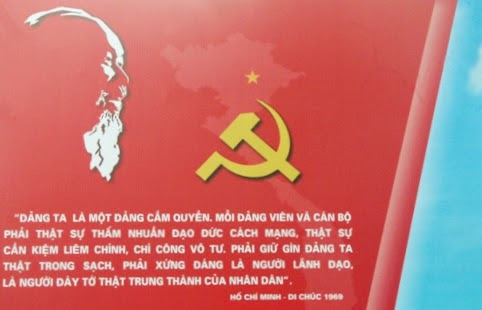 "ĐẢNG TA LÀ MỘT ĐẢNG CẦM QUYỀN. MỖI ĐẢNG VIÊN VÀ CÁN BỘ
PHẢI THẬT SỰ THẤM NHUẦN ĐẠO ĐỨC CÁCH MẠNG, THẬT SỰ
CẦN KIỆM LIÊM CHÍNH, CHÍ CÔNG VÔ TƯ. PHẢI GIỮ GÌN ĐẢNG TA
THẬT TRONG SẠCH, PHẢI XỨNG ĐÁNG LÀ NGƯỜI LÃNH ĐẠO,
LÀ NGƯỜI ĐẦY TỚ THẬT TRUNG THÀNH CỦA NHÂN DÂN".
HỒ CHÍ MINH - DI CHÚC 1969